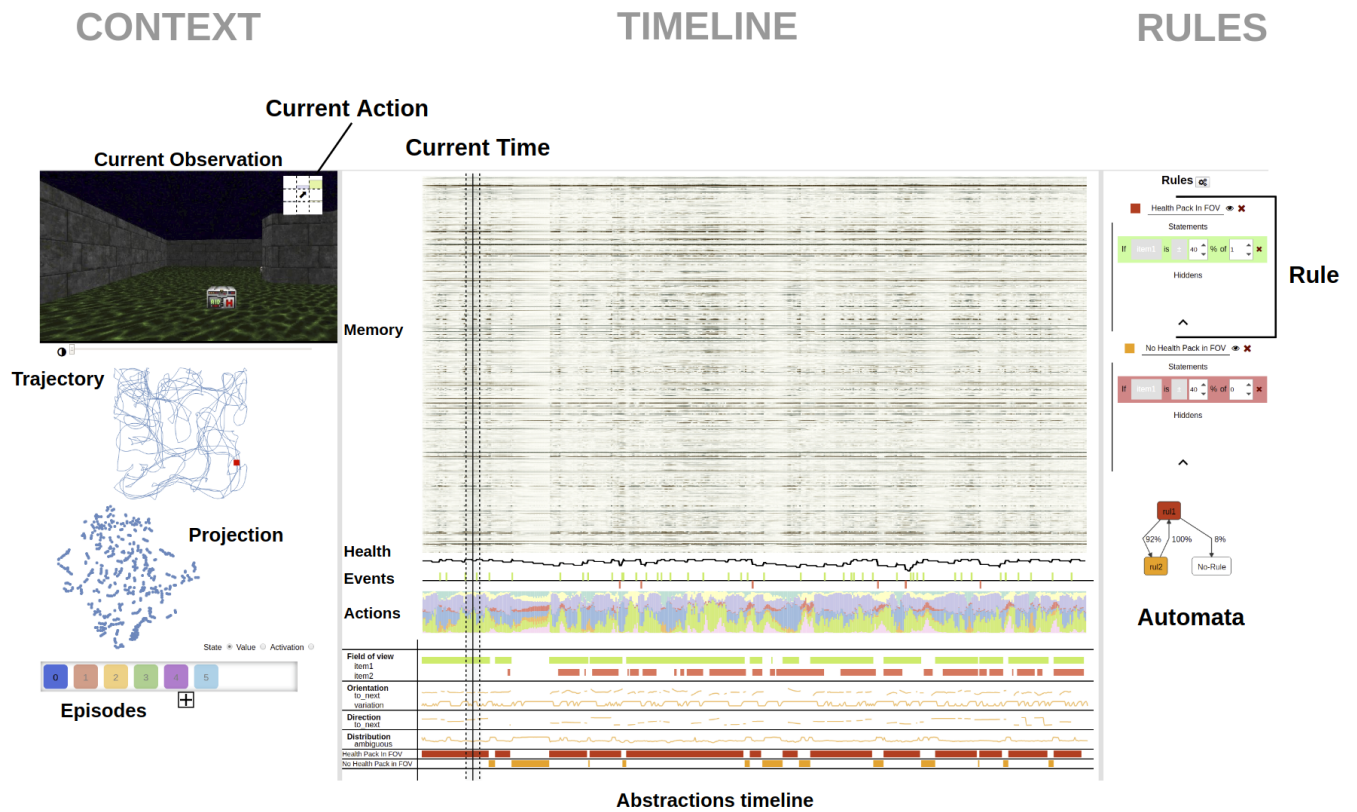 CONTEXT
TIMELINE
RULES
Current Action
Current Time
Current Observation
H
Trajectory
Projection
State Value Activation
0 1 2 3 4 5
Episodes
Memory
Health
Events
Actions
Field of view
item1
item2
Orientation
to_next
variation
Direction
to_next
Distribution
ambiguous
Health Pack In FOV
No Health Pack in FOV
Abstractions timeline
Rules
Health Pack In FOV
Statements
If item1 is ± 40 % of 1
Hiddens
Rule
No Health Pack in FOV
Statements
If item1 is ± 40 % of 0
Hiddens
rul1
92% 100% 8%
rul2 No-Rule
Automata